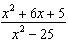 x² + 6x + 5
x² − 25